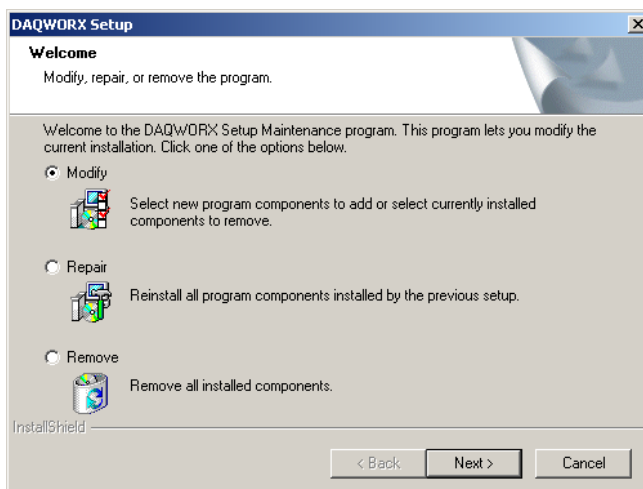 DAQWORX Setup
Welcome
Modify, repair, or remove the program.
Welcome to the DAQWORX Setup Maintenance program. This program lets you modify the
current installation. Click one of the options below.
Modify
Select new program components to add or select currently installed
components to remove.
Repair
Reinstall all program components installed by the previous setup.
Remove
Remove all installed components.
InstallShield
< Back
Next >
Cancel